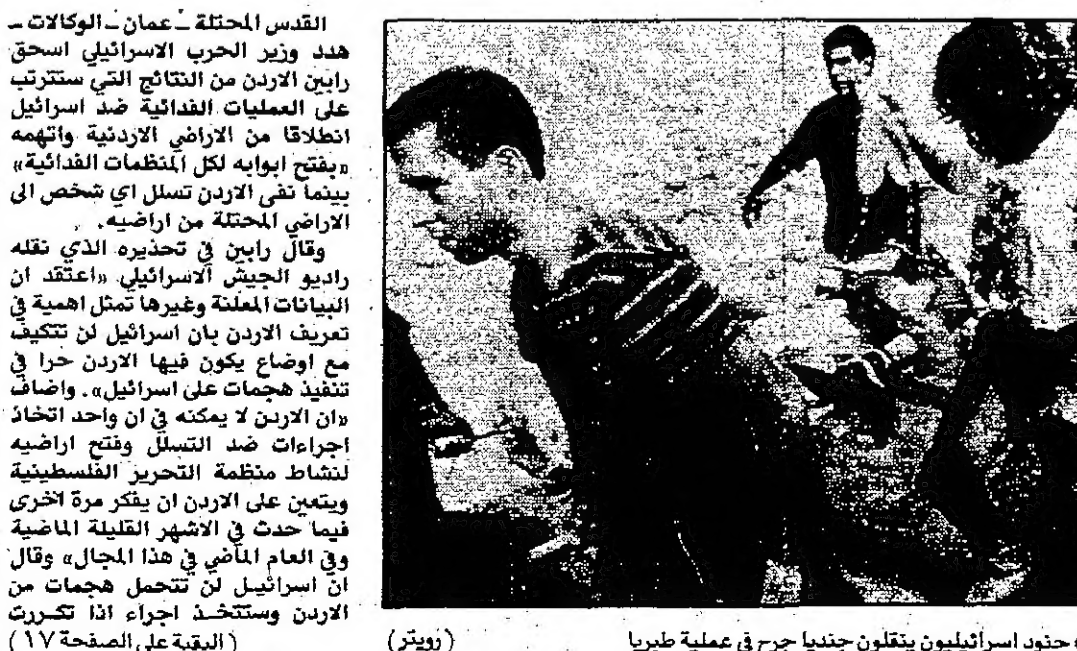 القدس المحتلة ـ عمان ـ الوكالات ـ
هدد وزير الحرب الاسرائيلي اسحق
رابين الاردن من النتائج التي ستترتب
على العمليات الفدائية ضد اسرائيل
انطلاقا من الاراضي الاردنية واتهمه
«بفتح ابوابه لكل المنظمات الفدائية»
بينما نفى الاردن تسلل اي شخص الى
الاراضي المحتلة من اراضيه.
وقال رابين في تحذيره الذي نقله
راديو الجيش الاسرائيلي «اعتقد ان
البيانات المعلنة وغيرها تمثل اهمية في
تعريف الاردن بان اسرائيل لن تتكيف
مع اوضاع يكون فيها الاردن حرا في
تنفيذ هجمات على اسرائيل». واضاف
«ان الاردن لا يمكنه في ان واحد اتخاذ
اجراءات ضد التسلل وفتح اراضيه
لنشاط منظمة التحرير الفلسطينية
ويتعين على الاردن ان يفكر مرة اخرى
فيما حدث في الاشهر القليلة الماضية
وفي العام الماضي في هذا المجال» وقال
ان اسرائيل لن تتحمل هجمات من
الاردن وستتخذ اجراء اذا تكررت
(البقية على الصفحة ١٧)
جنود اسرائيليون ينقلون جنديا جرح في عملية طبريا (رويتر)